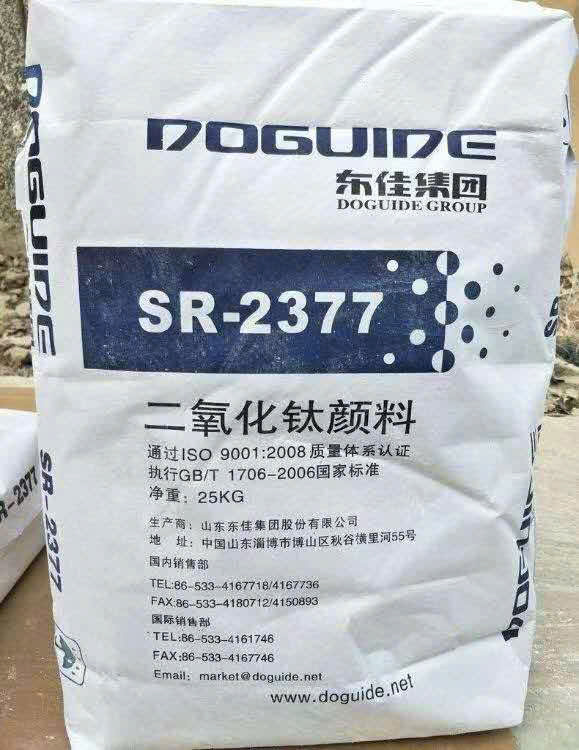 DOGUIDE
东佳集团
DOGUIDE GROUP
SR-2377
二氧化钛颜料
通过ISO 9001:2008质量体系认证
执行GB/T 1706-2006国家标准
净重：25KG
生产商：山东东佳集团股份有限公司
地 址：中国山东淄博市博山区秋谷横里河55号
国内销售部
TEL:86-533-4167718/4167736
FAX:86-533-4180712/4150893
国际销售部
TEL:86-533-4161746
FAX:86-533-4167746
Email: market@doguide.net
www.doguide.net
DOGUIDE
SR-2377
SR-2377